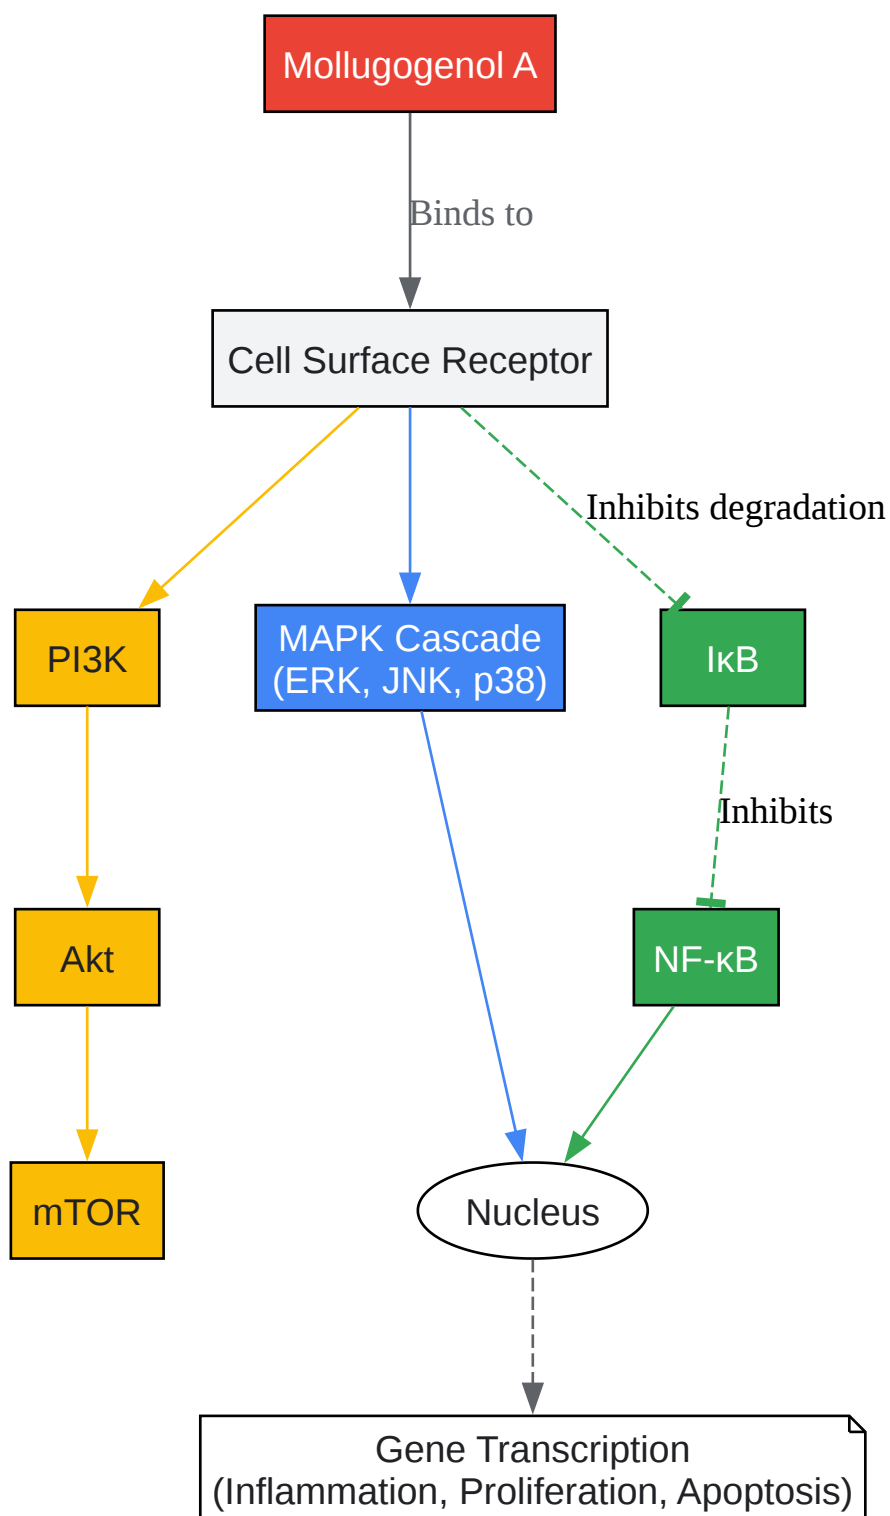 Mollugogenol A
Binds to
Cell Surface Receptor
Inhibits degradation
PI3K
MAPK Cascade
(ERK, JNK, p38)
IκB
Inhibits
Akt
NF-κB
mTOR
Nucleus
Gene Transcription
(Inflammation, Proliferation, Apoptosis)